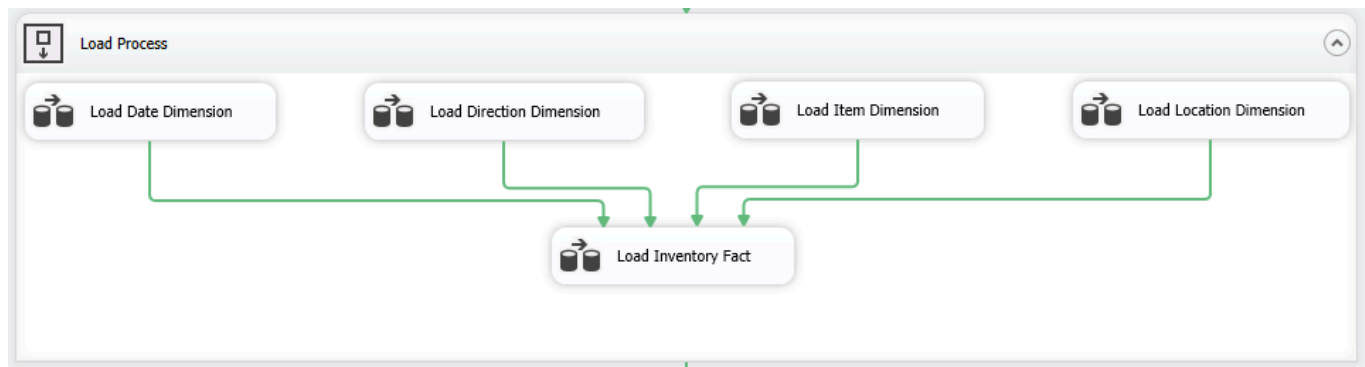 Load Process
Load Date Dimension
Load Direction Dimension
Load Item Dimension
Load Location Dimension
Load Inventory Fact